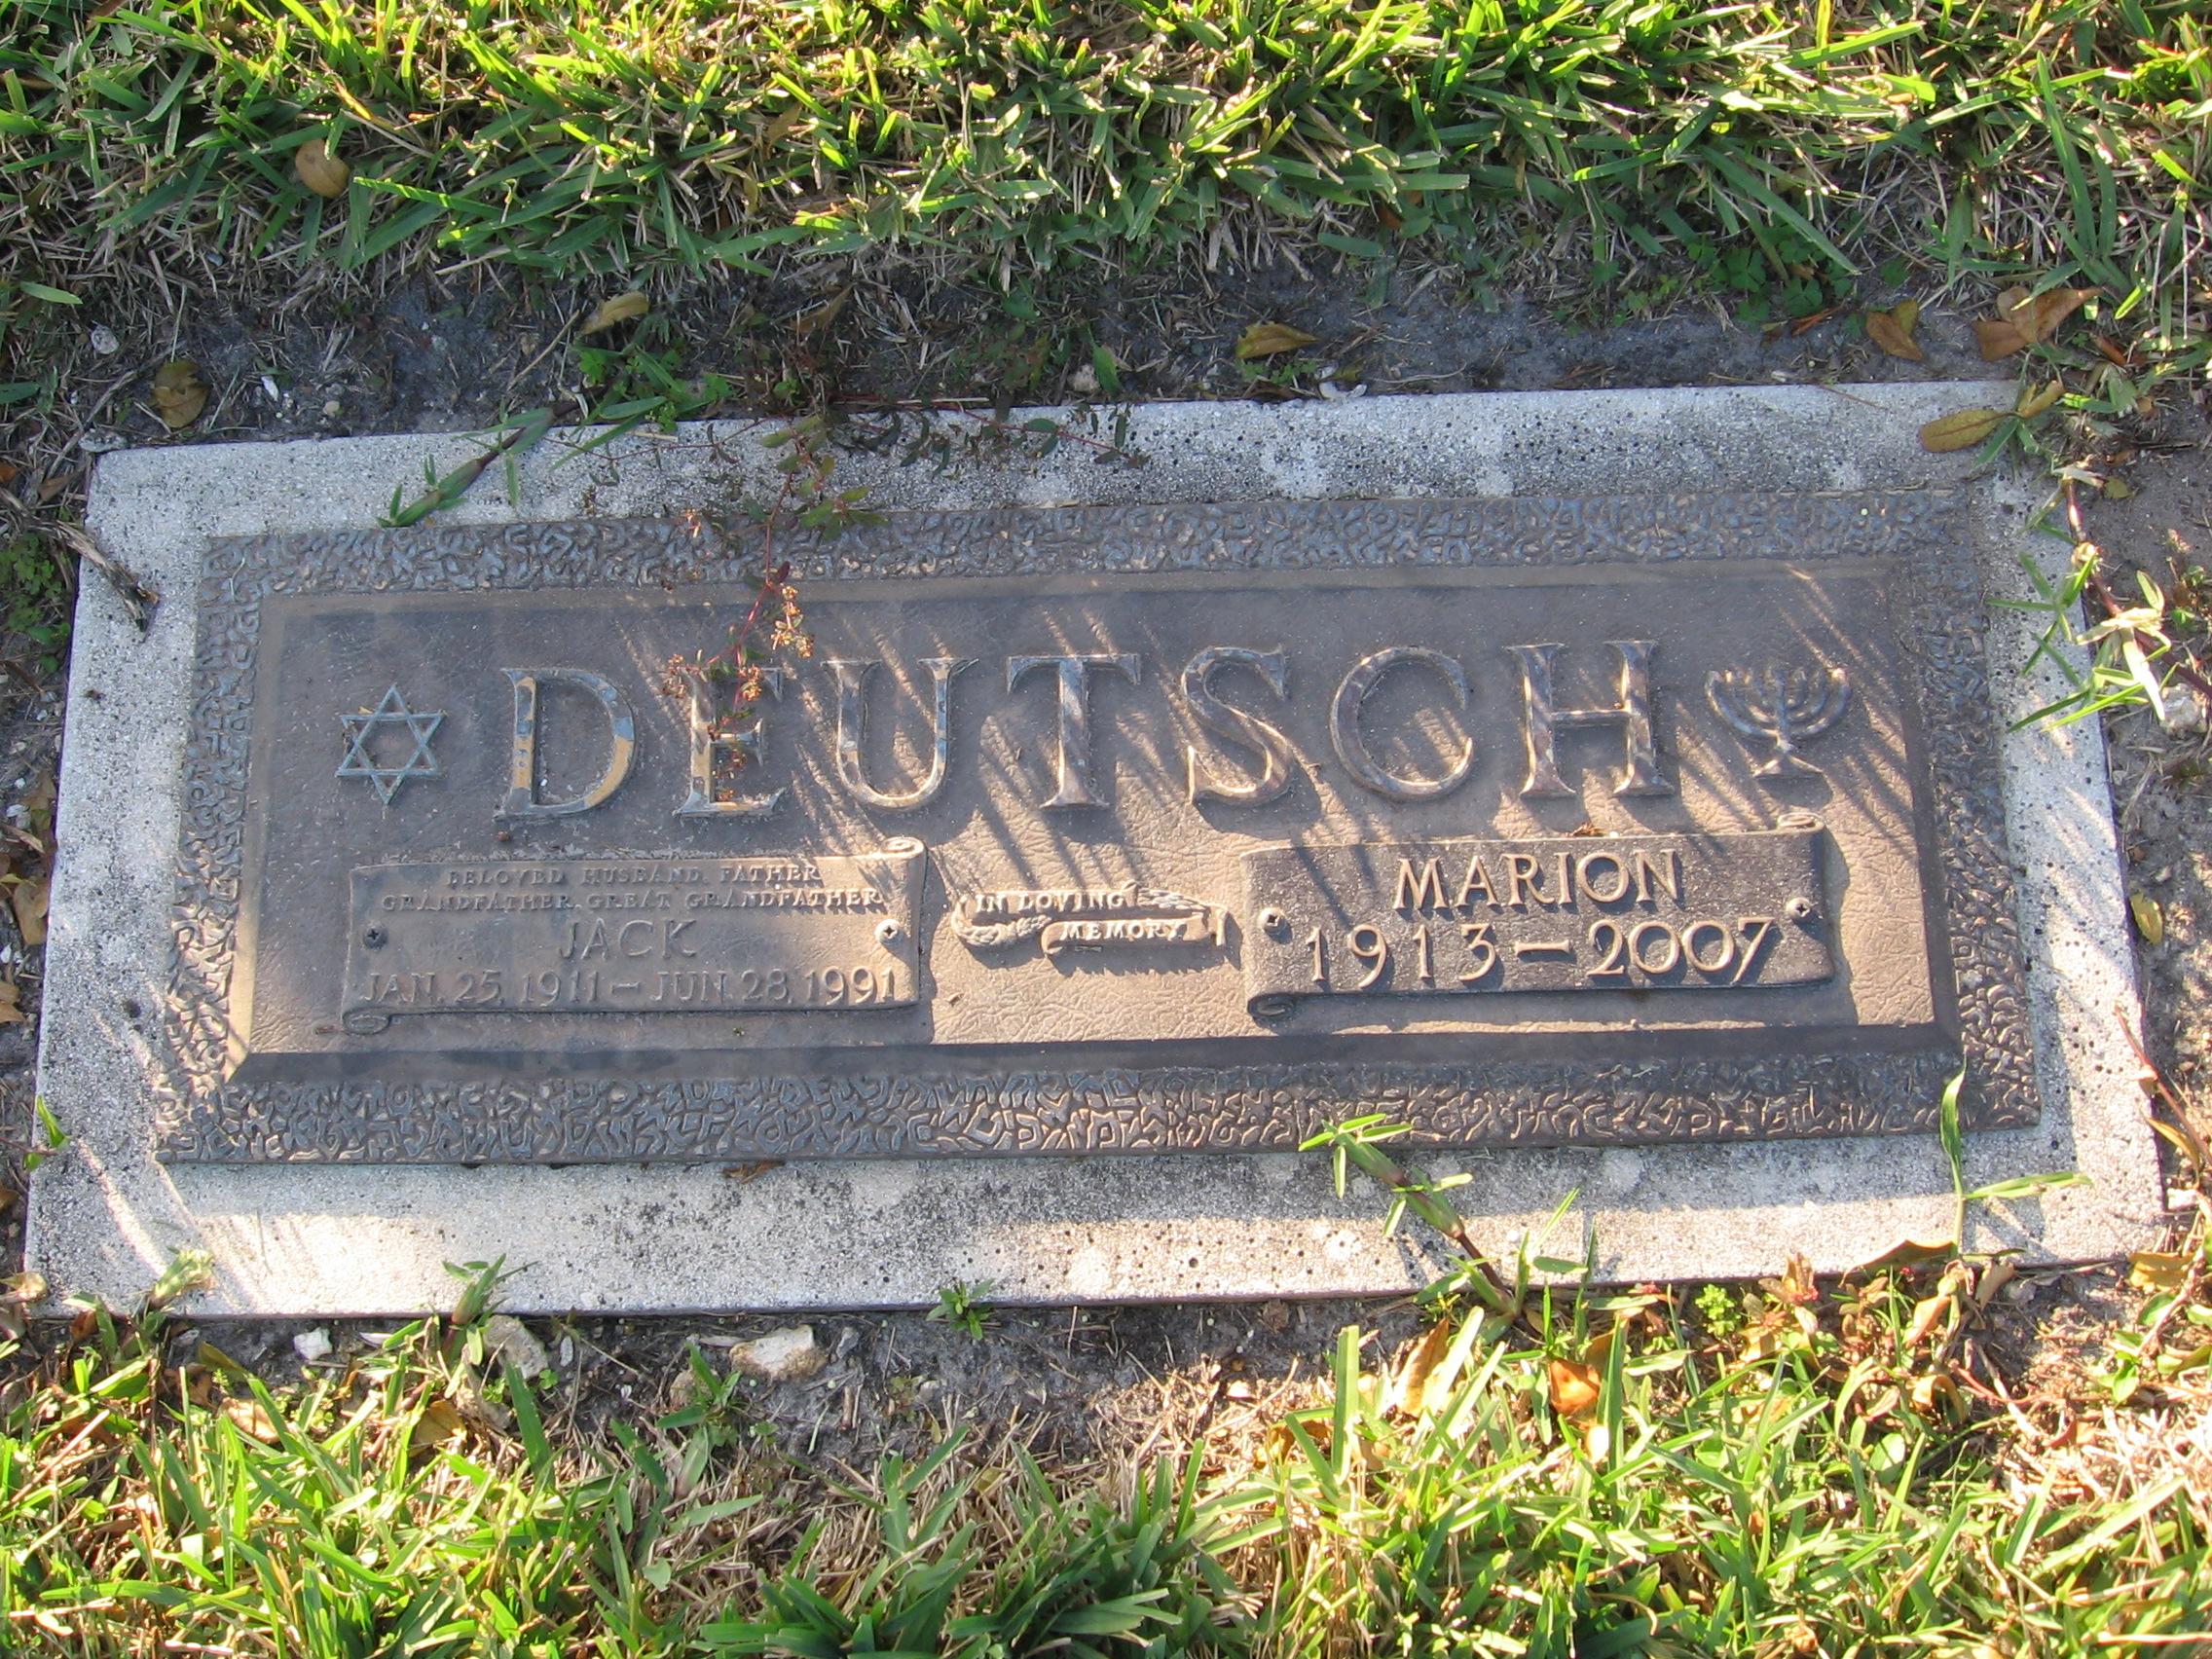 DEUTSCH
BELOVED HUSBAND, FATHER
GRANDFATHER, GREAT GRANDFATHER
JACK
JAN. 25, 1911 – JUN. 28, 1991
IN LOVING
MEMORY
MARION
1913 – 2007